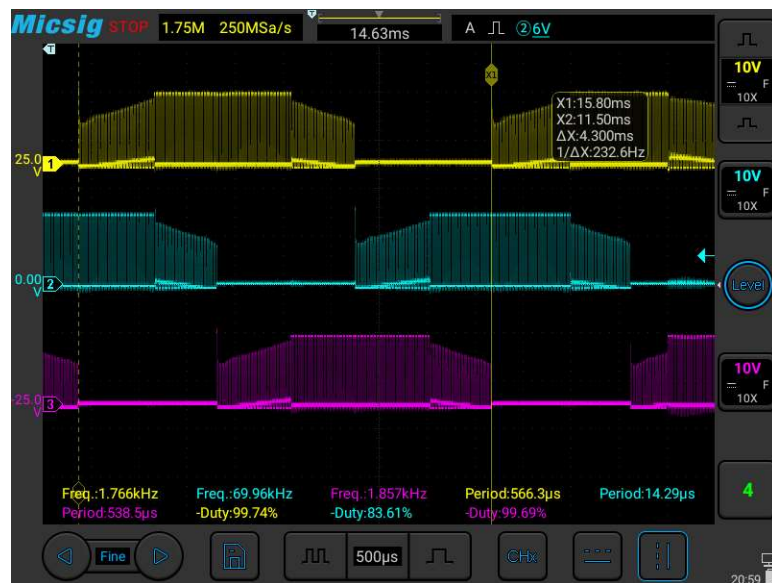 Micsig STOP 1.75M 250MSa/s T 14.63ms A ②6V
T
X1
10V
F
10X
X1:15.80ms
X2:11.50ms
ΔX:4.300ms
1/ΔX:232.6Hz
25.0 1
V
10V
F
10X
0.00 2
V
Level
10V
F
10X
-25.0 3
V
Freq.:1.766kHz Freq.:69.96kHz Freq.:1.857kHz Period:566.3µs Period:14.29µs
Period:538.5µs -Duty:99.74% -Duty:83.61% -Duty:99.69%
4
Fine 500µs CHx
20:59